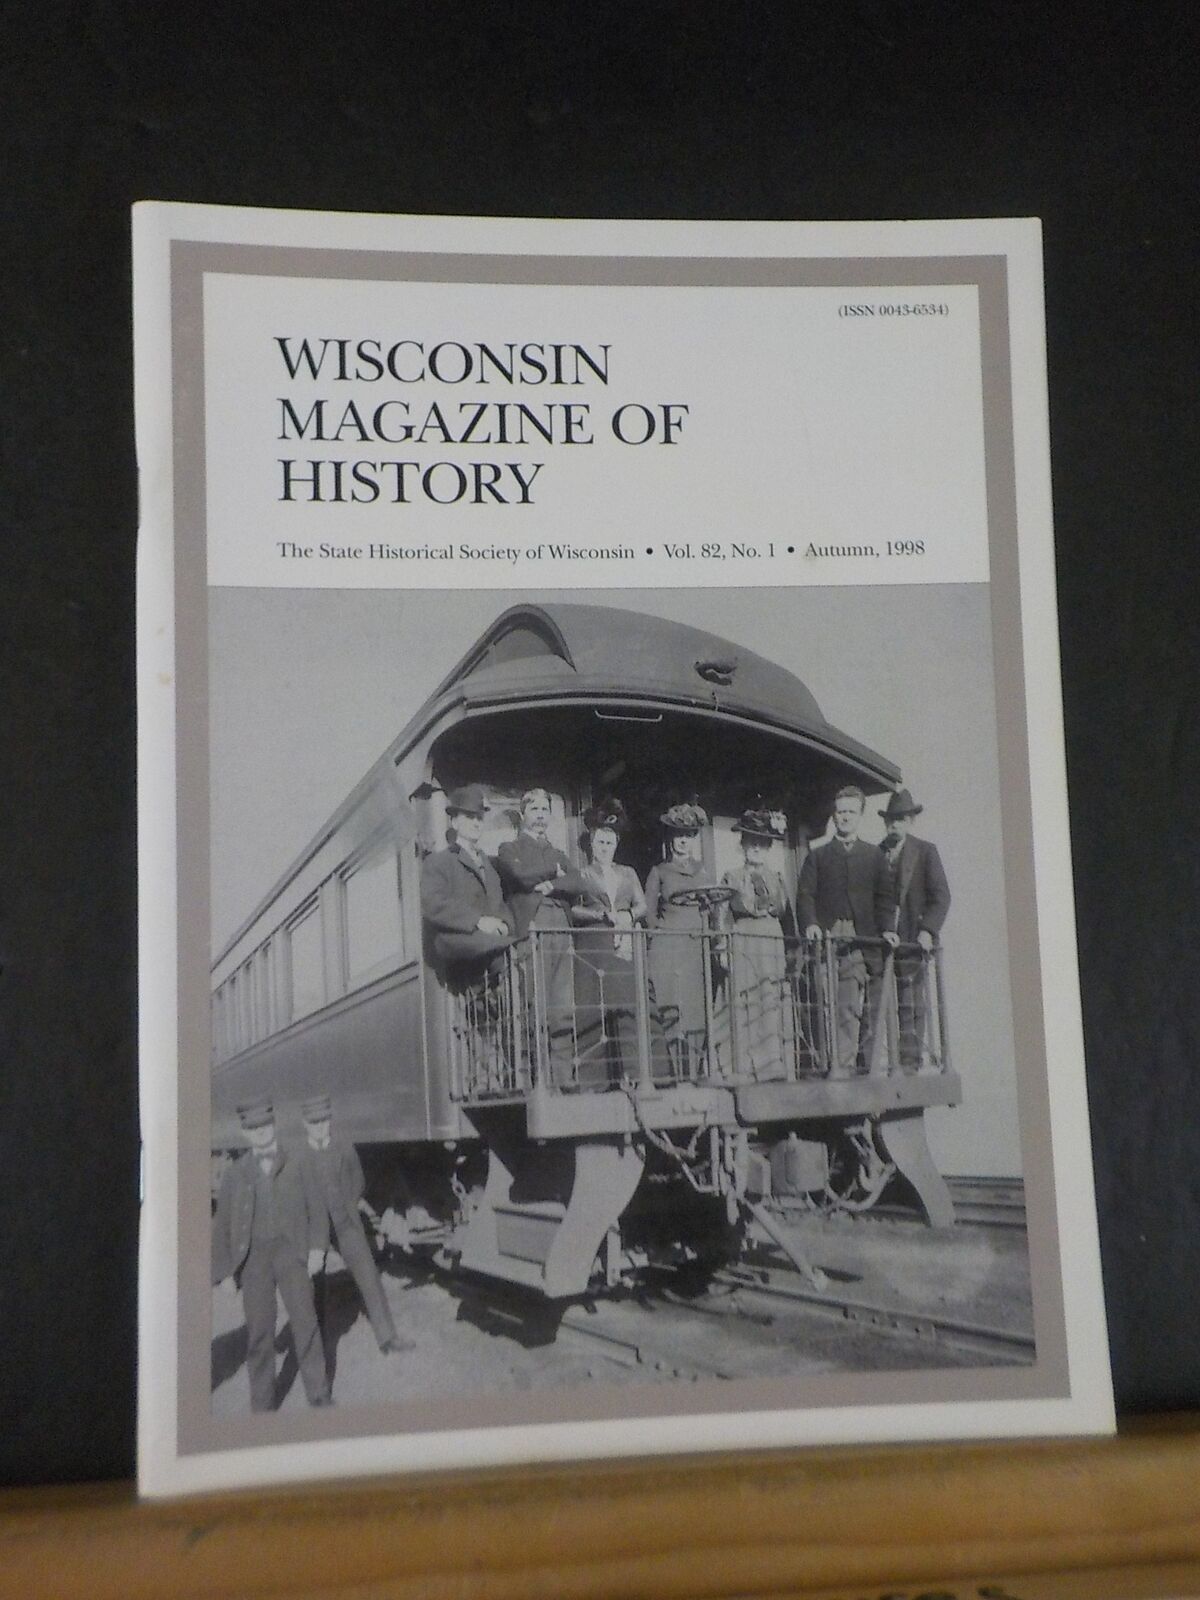 (ISSN 0043-6534)
WISCONSIN
MAGAZINE OF
HISTORY
The State Historical Society of Wisconsin • Vol. 82, No. 1 • Autumn, 1998